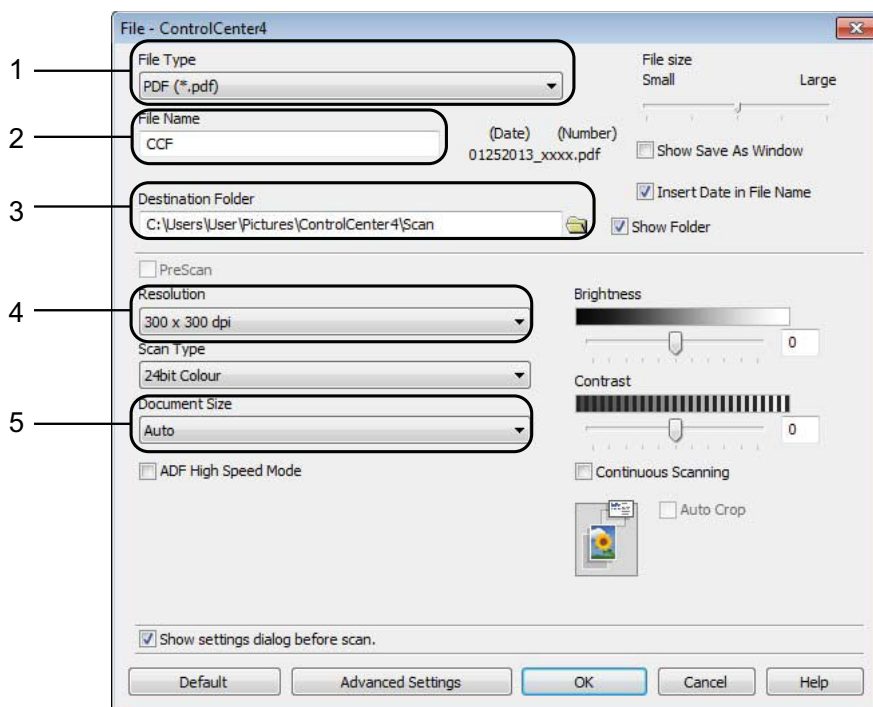 File - ControlCenter4
1
File Type
PDF (*.pdf)
File size
Small Large
2
File Name
CCF
(Date) (Number)
01252013_xxxx.pdf
Show Save As Window
Insert Date in File Name
3
Destination Folder
C:\Users\User\Pictures\ControlCenter4\Scan
Show Folder
PreScan
4
Resolution
300 x 300 dpi
Brightness
0
Scan Type
24bit Colour
Contrast
0
5
Document Size
Auto
ADF High Speed Mode
Continuous Scanning
Auto Crop
Show settings dialog before scan.
Default Advanced Settings OK Cancel Help